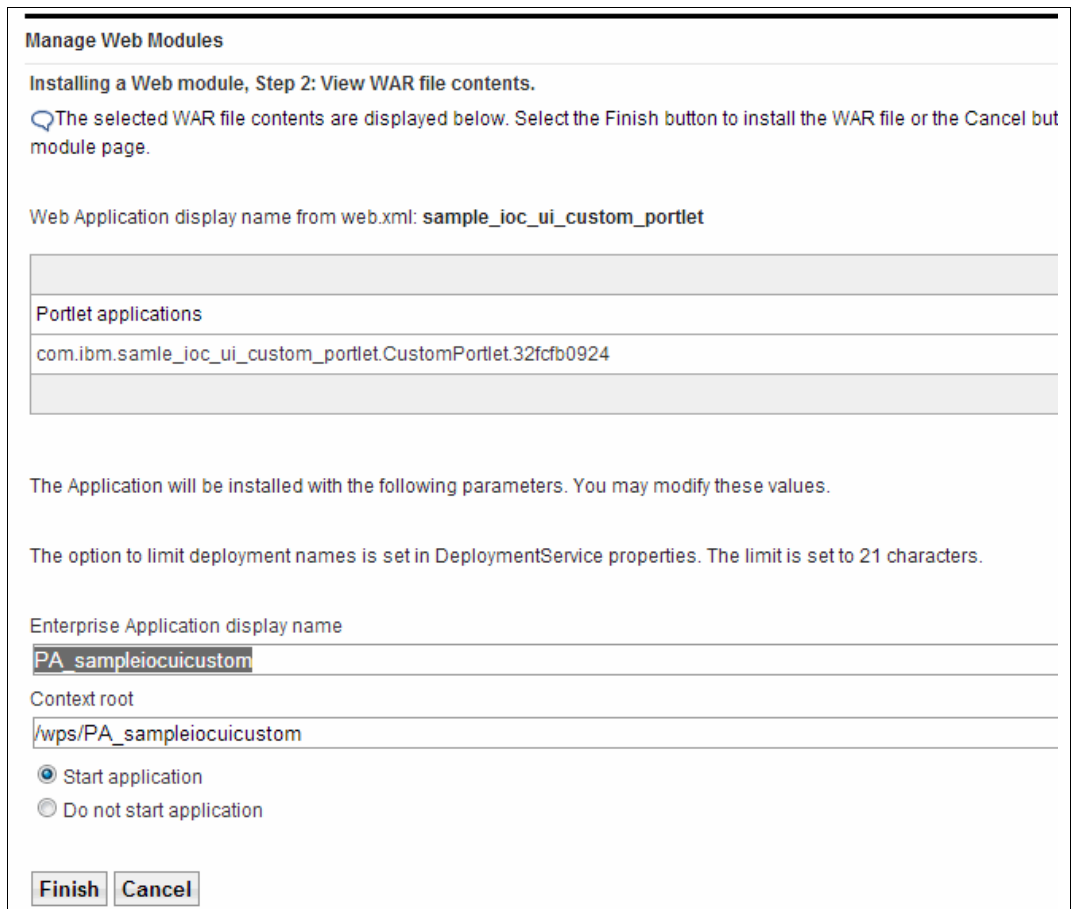 Manage Web Modules
Installing a Web module, Step 2: View WAR file contents.
The selected WAR file contents are displayed below. Select the Finish button to install the WAR file or the Cancel but
module page.
Web Application display name from web.xml: sample_ioc_ui_custom_portlet
Portlet applications
com.ibm.samle_ioc_ui_custom_portlet.CustomPortlet.32fcfb0924
The Application will be installed with the following parameters. You may modify these values.
The option to limit deployment names is set in DeploymentService properties. The limit is set to 21 characters.
Enterprise Application display name
PA_sampleiocuicustom
Context root
/wps/PA_sampleiocuicustom
Start application
Do not start application
Finish Cancel